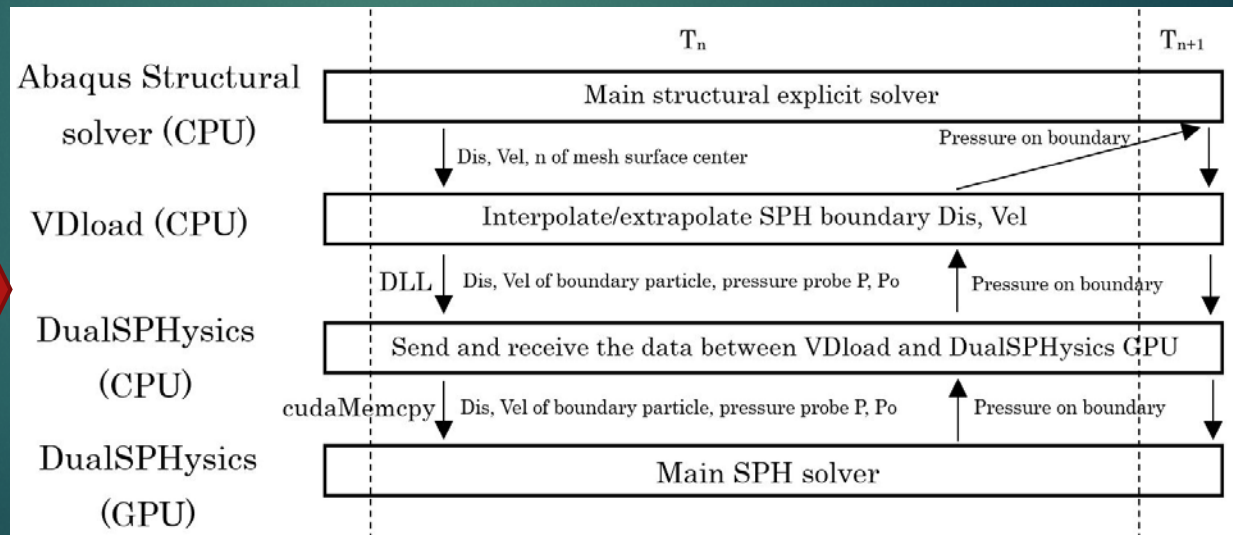 T_n
T_{n+1}
Abaqus Structural
solver (CPU)
Main structural explicit solver
Dis, Vel, n of mesh surface center
Pressure on boundary
VDload (CPU)
Interpolate/extrapolate SPH boundary Dis, Vel
DLL
Dis, Vel of boundary particle, pressure probe P, Po
Pressure on boundary
DualSPHysics
(CPU)
Send and receive the data between VDload and DualSPHysics GPU
cudaMemcpy
Dis, Vel of boundary particle, pressure probe P, Po
Pressure on boundary
DualSPHysics
(GPU)
Main SPH solver